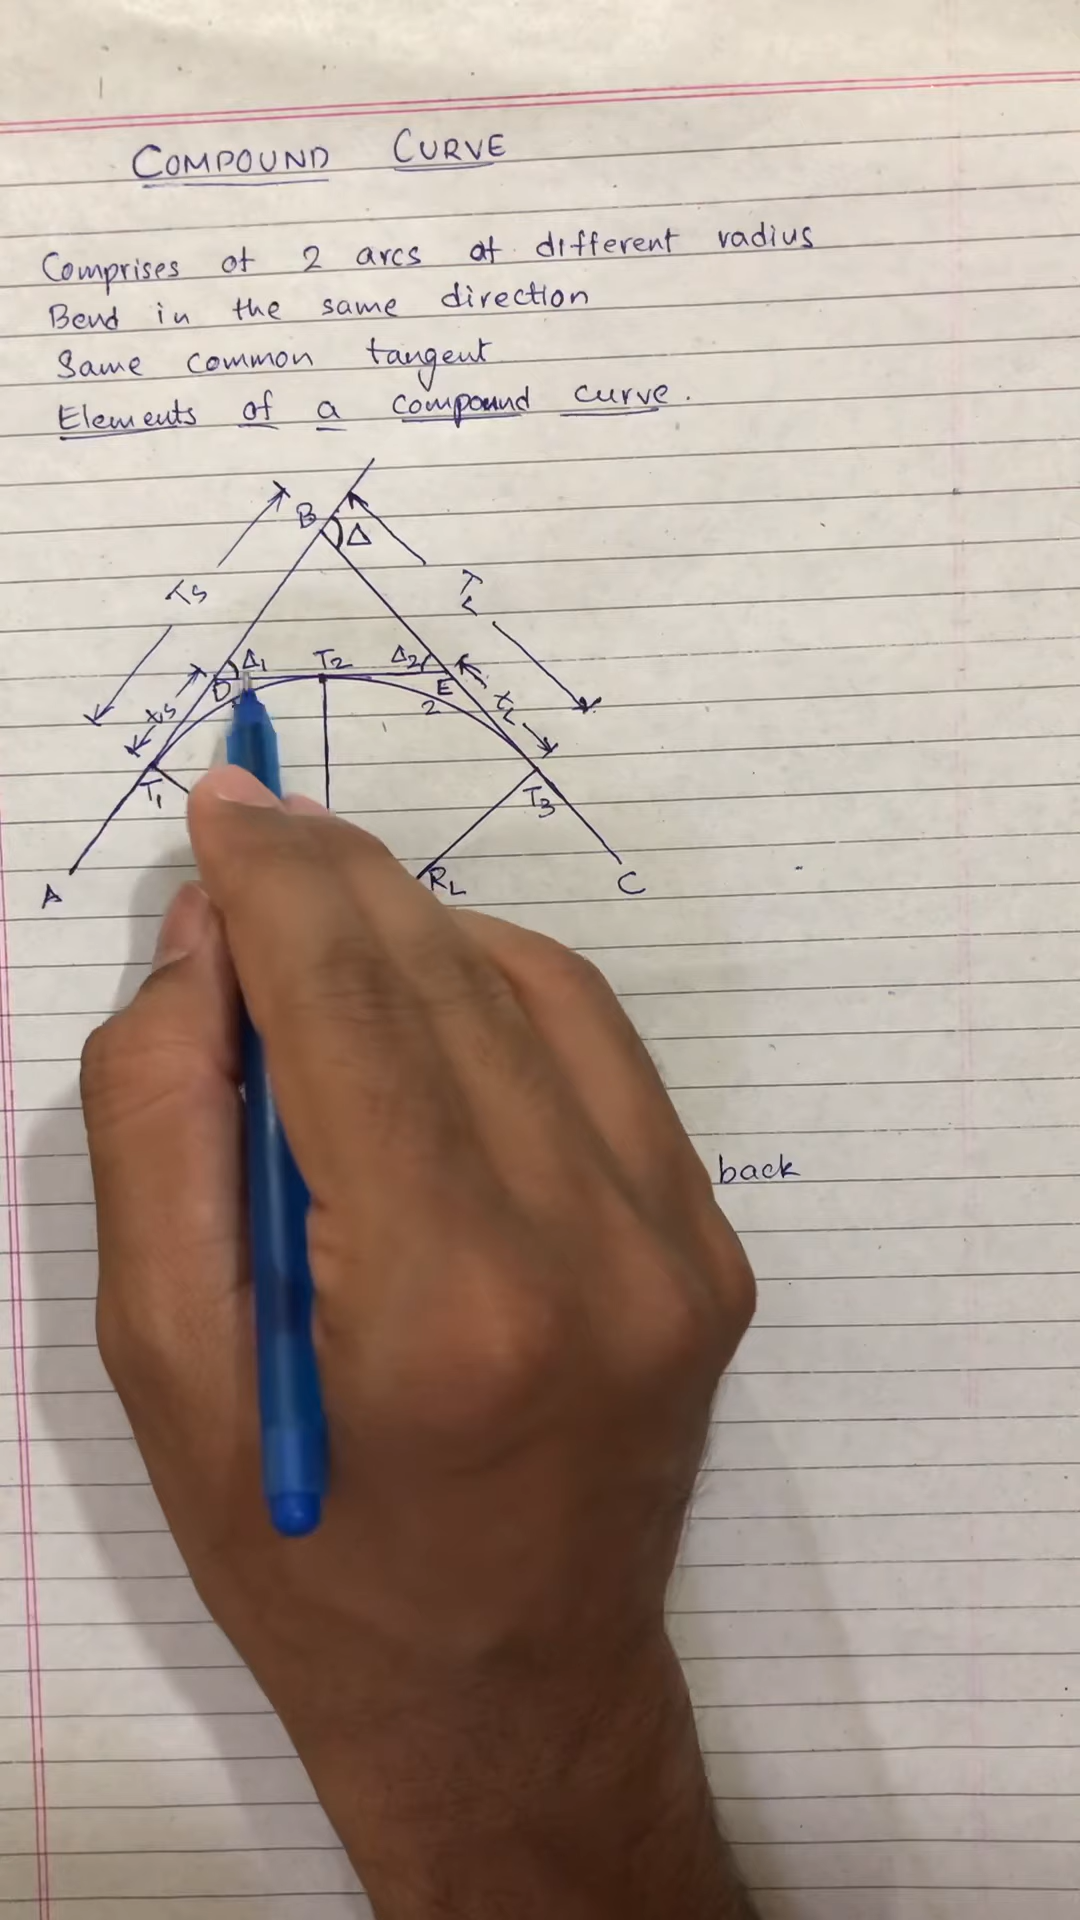 COMPOUND CURVE
Comprises of 2 arcs of different radius
Bend in the same direction
Same common tangent
Elements of a compound curve.
B Δ
TS TL
Δ1 T2 Δ2
D E
tS 2 tL
T1 T3
A RL C
back